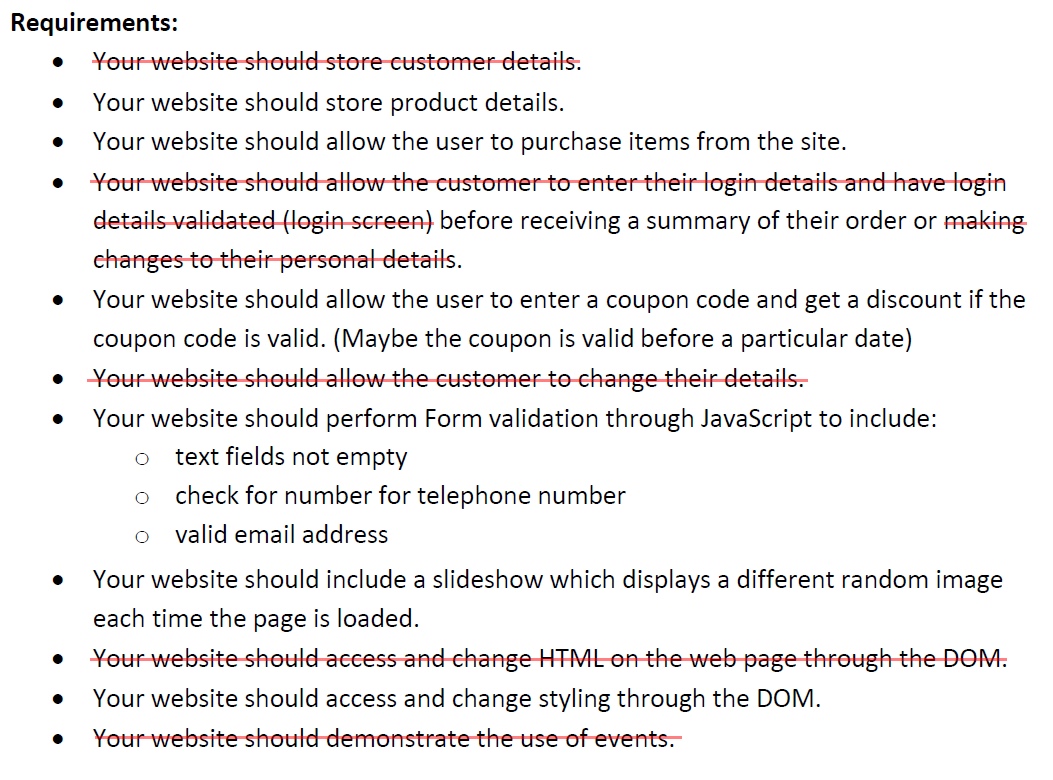 Requirements:
• Your website should store customer details.
• Your website should store product details.
• Your website should allow the user to purchase items from the site.
• Your website should allow the customer to enter their login details and have login
details validated (login screen) before receiving a summary of their order or making
changes to their personal details.
• Your website should allow the user to enter a coupon code and get a discount if the
coupon code is valid. (Maybe the coupon is valid before a particular date)
• Your website should allow the customer to change their details.
• Your website should perform Form validation through JavaScript to include:
○ text fields not empty
○ check for number for telephone number
○ valid email address
• Your website should include a slideshow which displays a different random image
each time the page is loaded.
• Your website should access and change HTML on the web page through the DOM.
• Your website should access and change styling through the DOM.
• Your website should demonstrate the use of events.